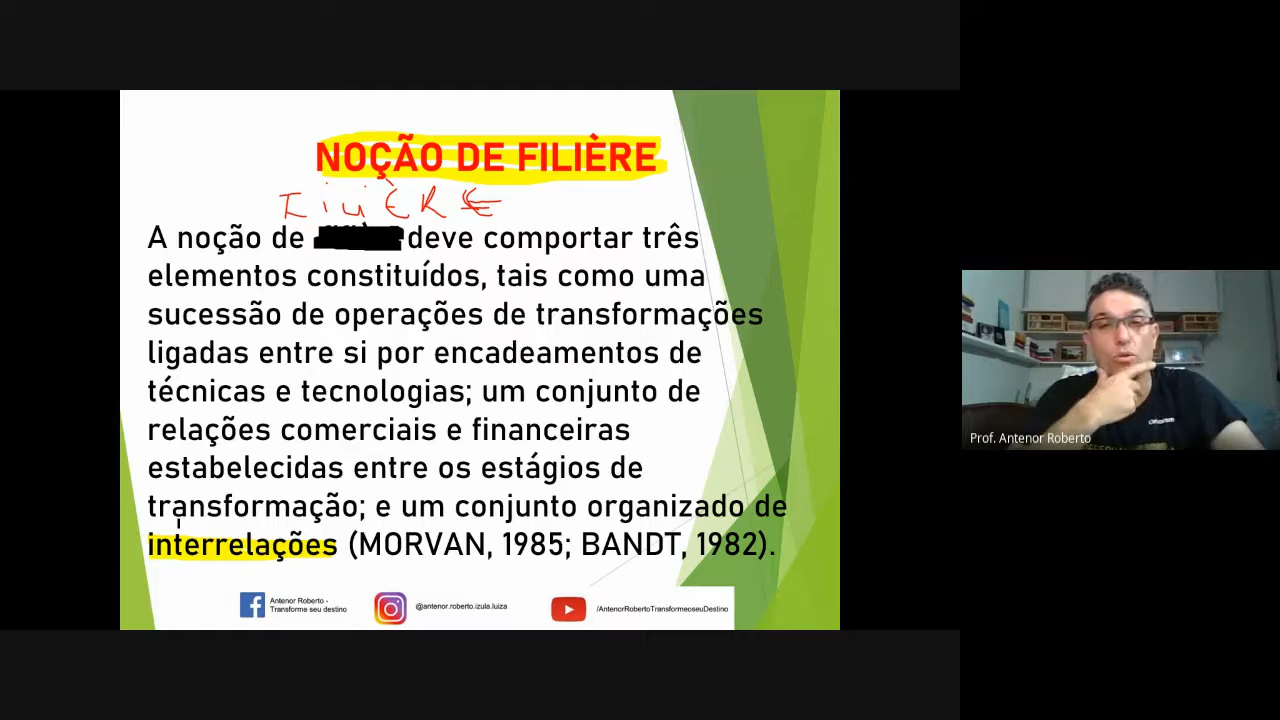 NOÇÃO DE FILIÈRE
FiLiÈRE
A noção de deve comportar três
elementos constituídos, tais como uma
sucessão de operações de transformações
ligadas entre si por encadeamentos de
técnicas e tecnologias; um conjunto de
relações comerciais e financeiras
estabelecidas entre os estágios de
transformação; e um conjunto organizado de
interrelações (MORVAN, 1985; BANDT, 1982).
Antenor Roberto -
Transforme seu destino
@antenor.roberto.izula.luiza
/AntenorRobertoTransformeoseuDestino
Prof. Antenor Roberto